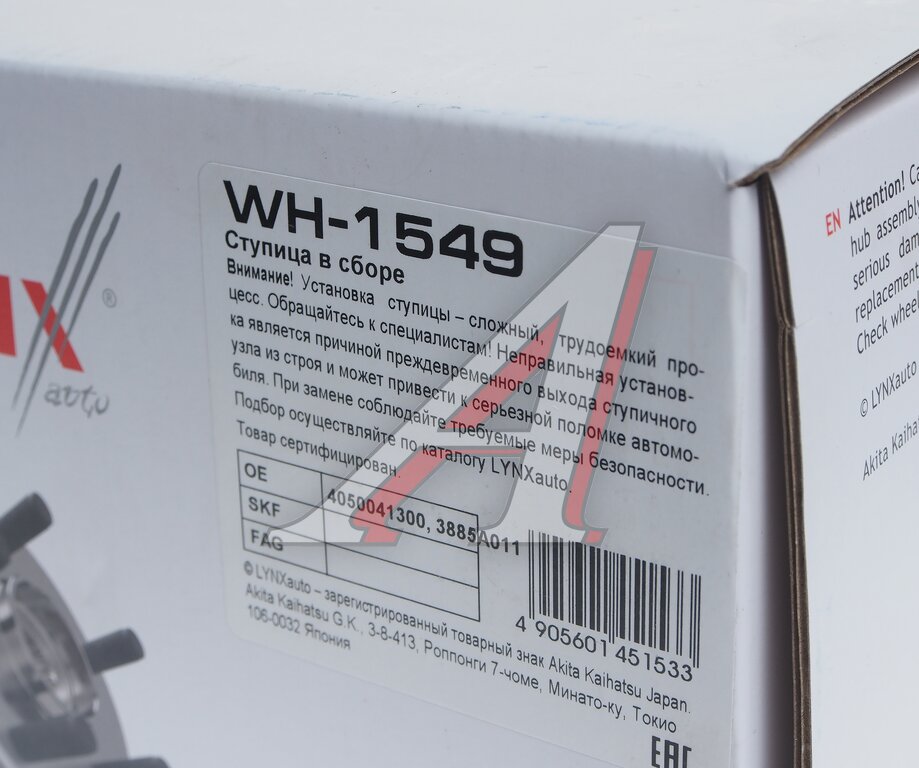 X
®
auto
WH-1549
Ступица в сборе
Внимание! Установка ступицы – сложный, трудоемкий про-
цесс. Обращайтесь к специалистам! Неправильная установ-
ка является причиной преждевременного выхода ступичного
узла из строя и может привести к серьезной поломке автомо-
биля. При замене соблюдайте требуемые меры безопасности.
Подбор осуществляйте по каталогу LYNXauto.
Товар сертифицирован.
OE 4050041300, 3885A011
SKF
FAG
4 905601 451533
© LYNXauto – зарегистрированный товарный знак Akita Kaihatsu Japan.
Akita Kaihatsu G.K., 3-8-413, Роппонги 7-чоме, Минато-ку, Токио
106-0032 Япония
EAC
EN Attention!
hub assembly
serious
replacement
Check wheel
© LYNXauto
Akita